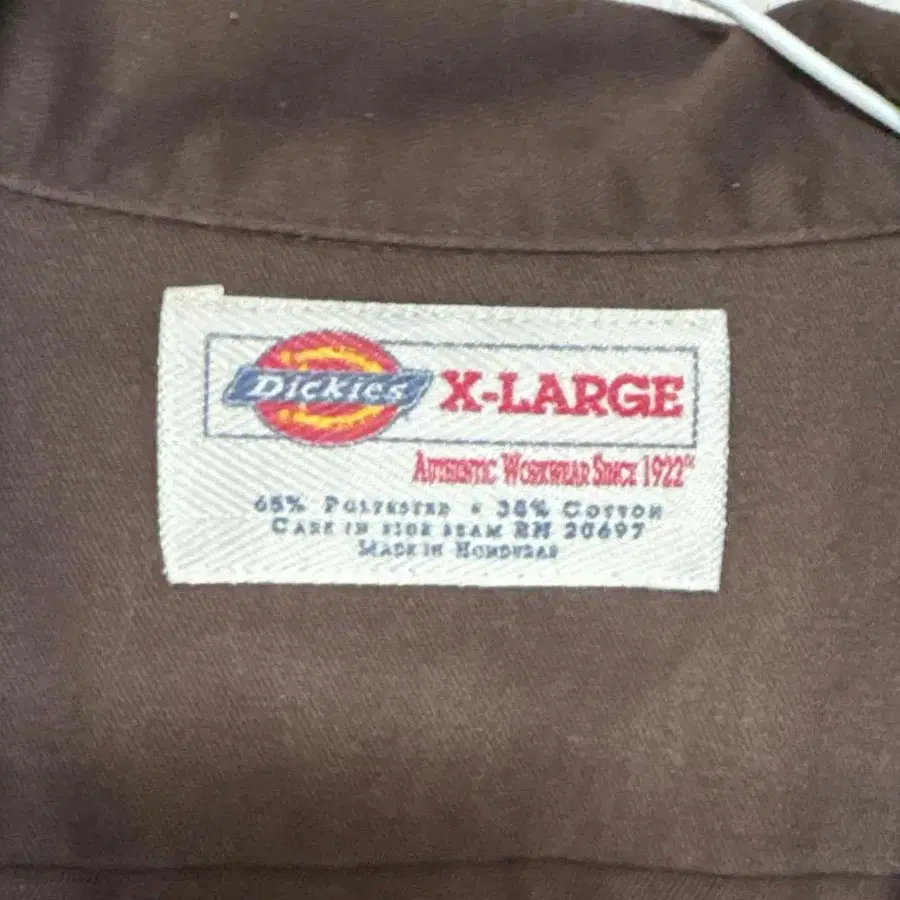 Dickies X-LARGE
AUTHENTIC WORKWEAR SINCE 1922
65% POLYESTER • 35% COTTON
CARE IN SIDE SEAM RN 20697
MADE IN HONDURAS